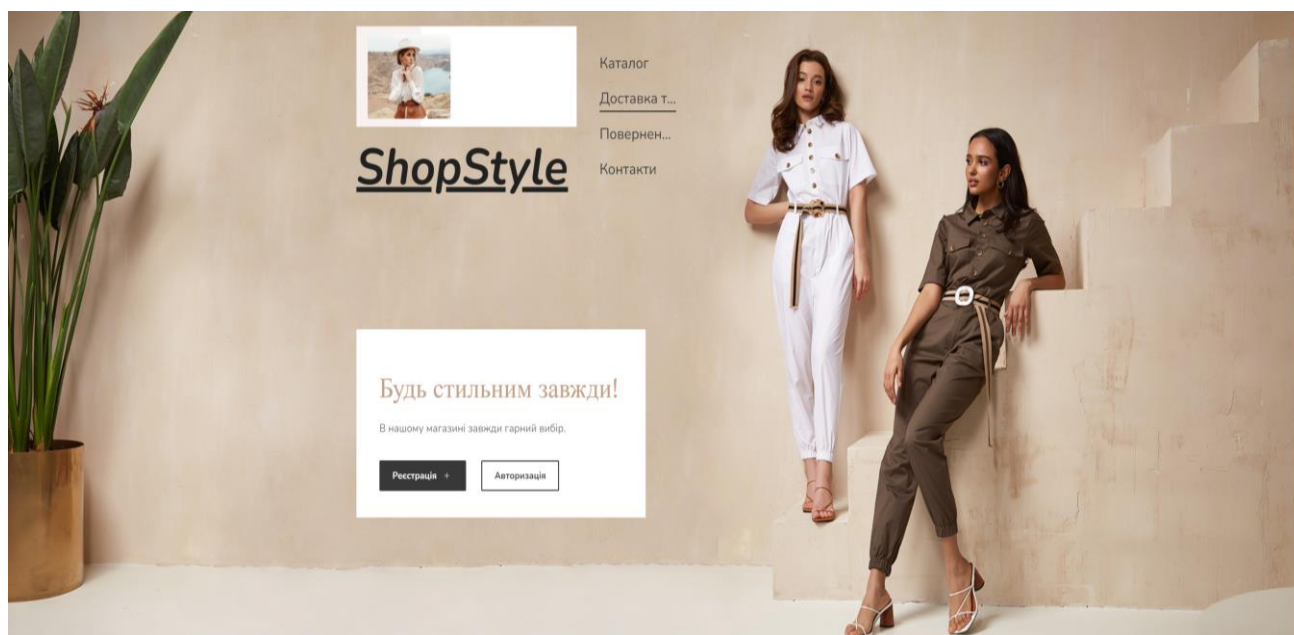 ShopStyle
Каталог
Доставка т...
Повернен...
Контакти
Будь стильним завжди!
В нашому магазині завжди гарний вибір.
Реєстрація +
Авторизація